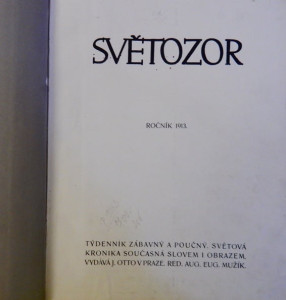 SVĚTOZOR
ROČNÍK 1913.
TÝDENNÍK ZÁBAVNÝ A POUČNÝ. SVĚTOVÁ
KRONIKA SOUČASNÁ SLOVEM I OBRAZEM.
VYDÁVÁ J. OTTO V PRAZE. RED. AUG. EUG. MUŽÍK.